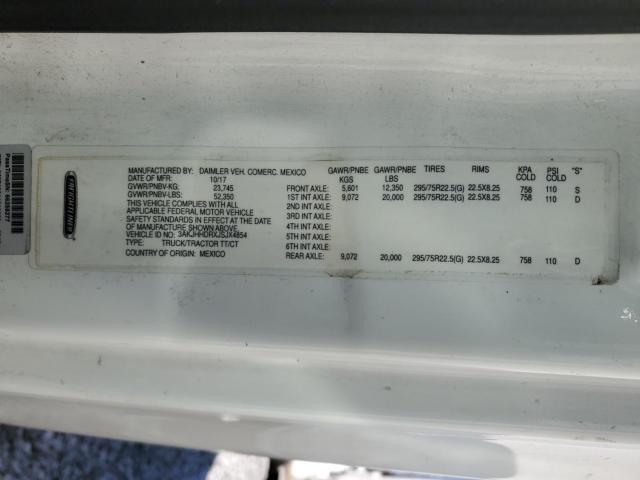 FREIGHTLINER
MANUFACTURED BY: DAIMLER VEH. COMERC. MEXICO
DATE OF MFR: 10/17
GVWR/PNBV-KG: 23,745
GVWR/PNBV-LBS: 52,350
THIS VEHICLE COMPLIES WITH ALL
APPLICABLE FEDERAL MOTOR VEHICLE
SAFETY STANDARDS IN EFFECT AT THE DATE
OF MANUFACTURE SHOWN ABOVE.
VEHICLE ID #: 3AKJHHDRXJSJX4854
TYPE: TRUCK/TRACTOR TT/CT
COUNTRY OF ORIGIN: MEXICO
GAWR/PNBE GAWR/PNBE TIRES RIMS KPA PSI "S"
KGS LBS COLD COLD
FRONT AXLE: 5,601 12,350 295/75R22.5(G) 22.5X8.25 758 110 S
1ST INT AXLE: 9,072 20,000 295/75R22.5(G) 22.5X8.25 758 110 D
2ND INT AXLE:
3RD INT AXLE:
4TH INT AXLE:
5TH INT AXLE:
6TH INT AXLE:
REAR AXLE: 9,072 20,000 295/75R22.5(G) 22.5X8.25 758 110 D